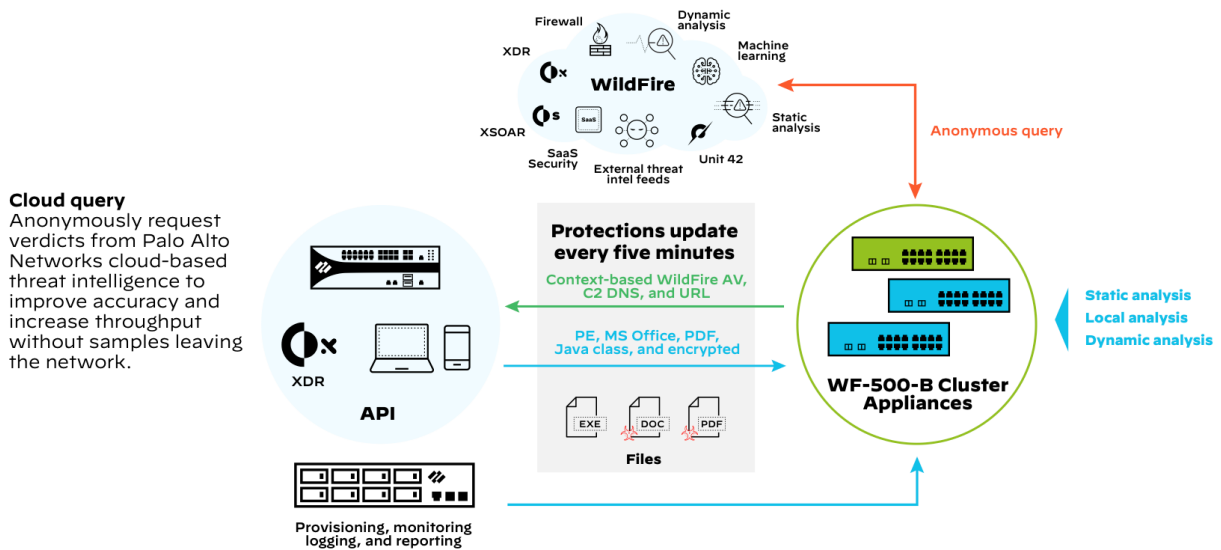 Firewall
Dynamic
analysis
XDR
Machine
learning
WildFire
x
s
SaaS
XSOAR
Static
analysis
SaaS
Security
Unit 42
External threat
intel feeds
Anonymous query
Cloud query
Anonymously request
verdicts from Palo Alto
Networks cloud-based
threat intelligence to
improve accuracy and
increase throughput
without samples leaving
the network.
x
XDR
API
Protections update
every five minutes
Context-based WildFire AV,
C2 DNS, and URL
PE, MS Office, PDF,
Java class, and encrypted
EXE
DOC
PDF
Files
WF-500-B Cluster
Appliances
Static analysis
Local analysis
Dynamic analysis
Provisioning, monitoring
logging, and reporting